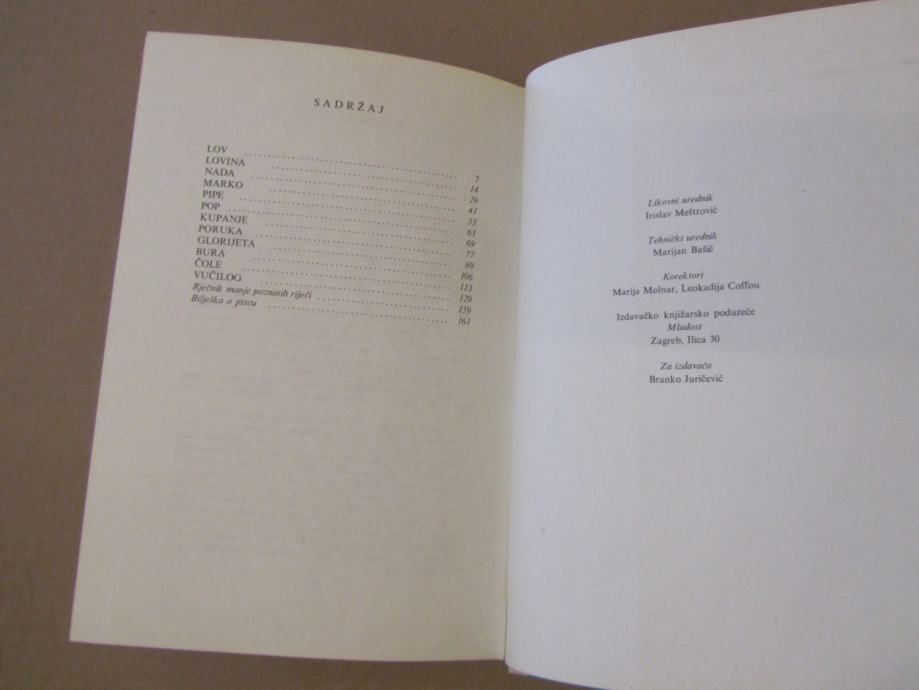 SADRŽAJ
LOV 7
LOVINA 14
NADA 29
MARKO 41
PIPE 53
POP 63
KUPANJE 69
PORUKA 77
GLORIJETA 89
BURA 106
ČOLE 113
VUČILOG 129
Rječnik manje poznatih riječi 159
Bilješka o piscu 161
Likovni urednik
Irislav Meštrović
Tehnički urednik
Marijan Bašić
Korektori
Marija Molnar, Leokadija Coffou
Izdavačko knjižarsko poduzeće
Mladost
Zagreb, Ilica 30
Za izdavača
Branko Juričević